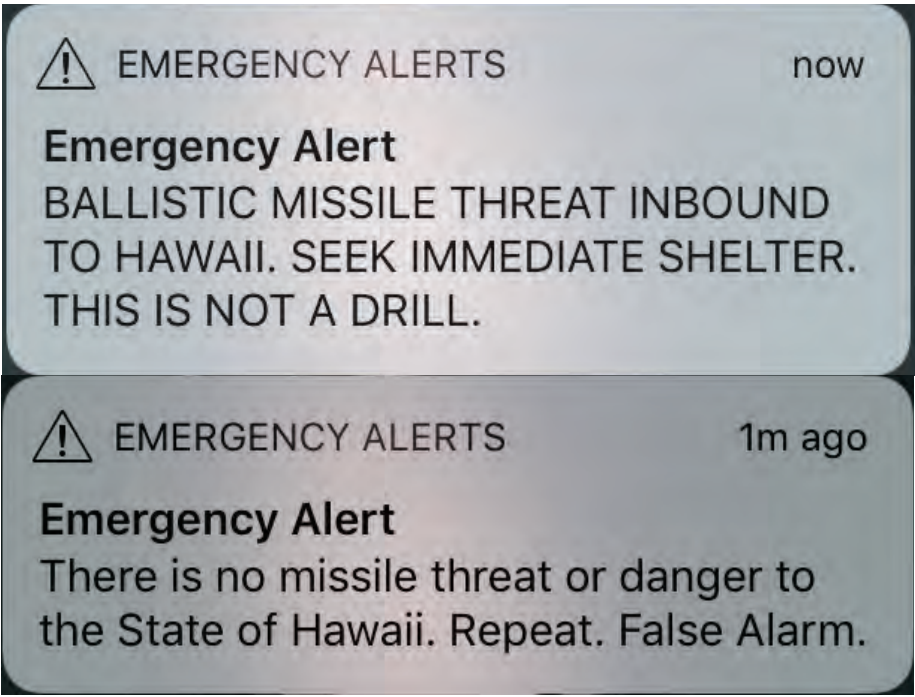 EMERGENCY ALERTS now
Emergency Alert
BALLISTIC MISSILE THREAT INBOUND
TO HAWAII. SEEK IMMEDIATE SHELTER.
THIS IS NOT A DRILL.
EMERGENCY ALERTS 1m ago
Emergency Alert
There is no missile threat or danger to
the State of Hawaii. Repeat. False Alarm.